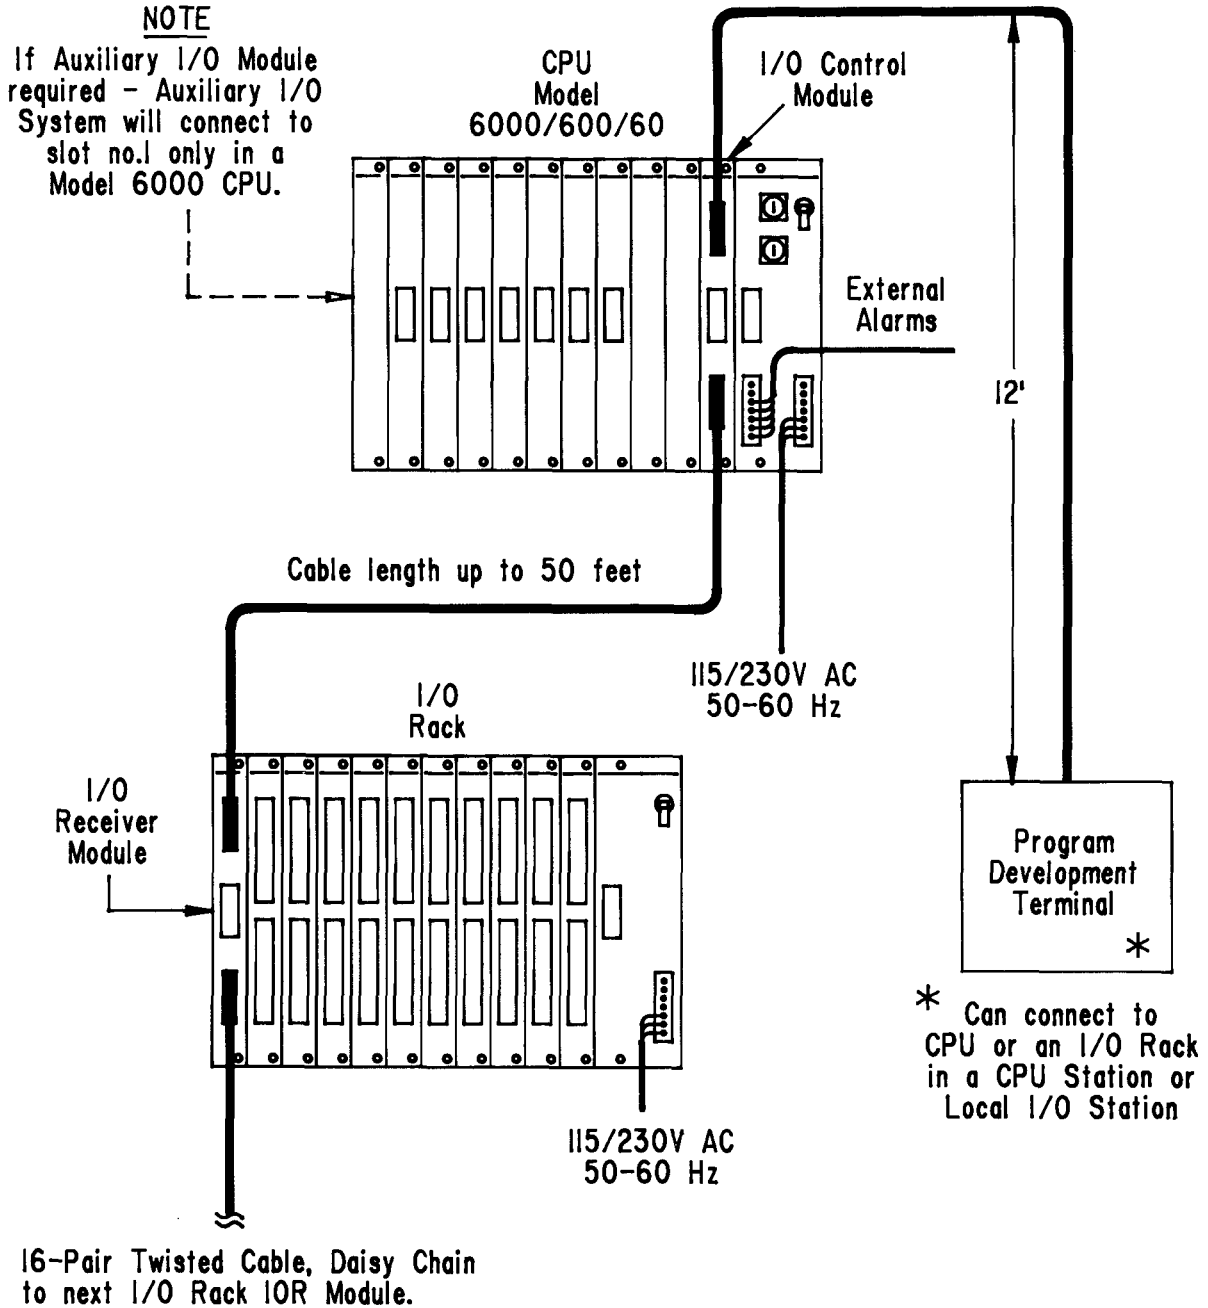 NOTE
If Auxiliary I/O Module
required - Auxiliary I/O
System will connect to
slot no.1 only in a
Model 6000 CPU.
CPU
Model
6000/600/60
I/O Control
Module
External
Alarms
12'
Cable length up to 50 feet
115/230V AC
50-60 Hz
I/O
Rack
I/O
Receiver
Module
Program
Development
Terminal
*
* Can connect to
CPU or an I/O Rack
in a CPU Station or
Local I/O Station
115/230V AC
50-60 Hz
16-Pair Twisted Cable, Daisy Chain
to next I/O Rack IOR Module.